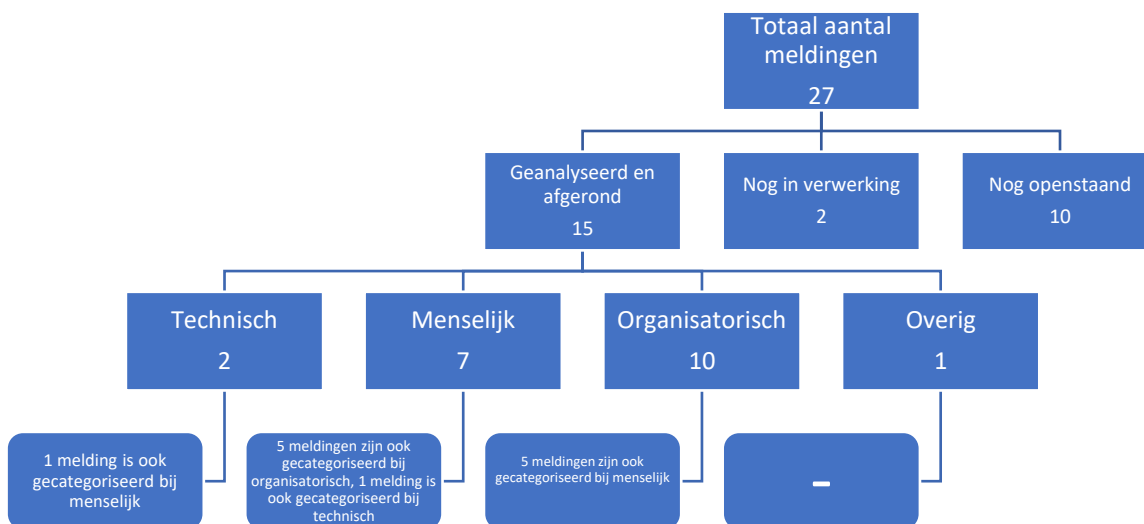 Totaal aantal
meldingen
27
Geanalyseerd en
afgerond
15
Nog in verwerking
2
Nog openstaand
10
Technisch
2
Menselijk
7
Organisatorisch
10
Overig
1
1 melding is ook
gecategoriseerd bij
menselijk
5 meldingen zijn ook
gecategoriseerd bij
organisatorisch, 1 melding is
ook gecategoriseerd bij
technisch
5 meldingen zijn ook
gecategoriseerd bij menselijk
–